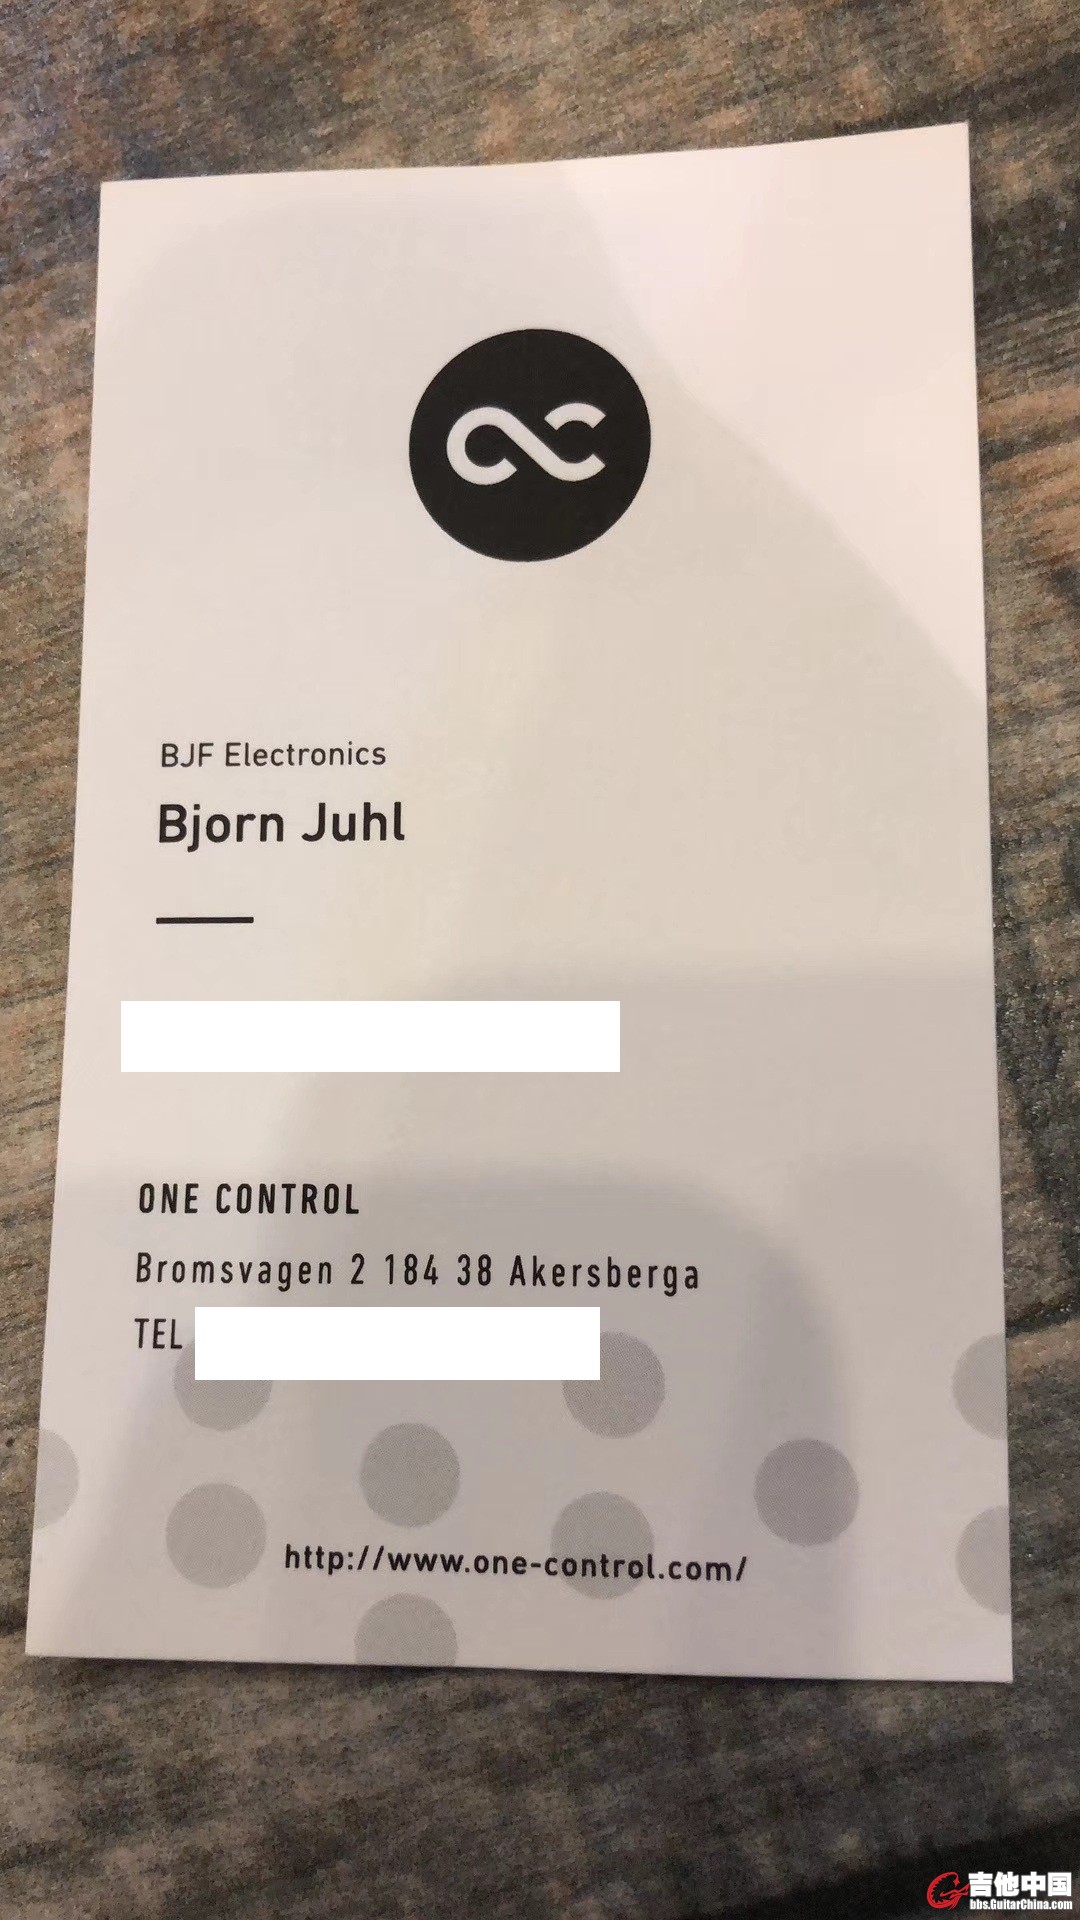 BJF Electronics
Bjorn Juhl
ONE CONTROL
Bromsvagen 2 184 38 Akersberga
TEL
http://www.one-control.com/
吉他中国
bbs.GuitarChina.com